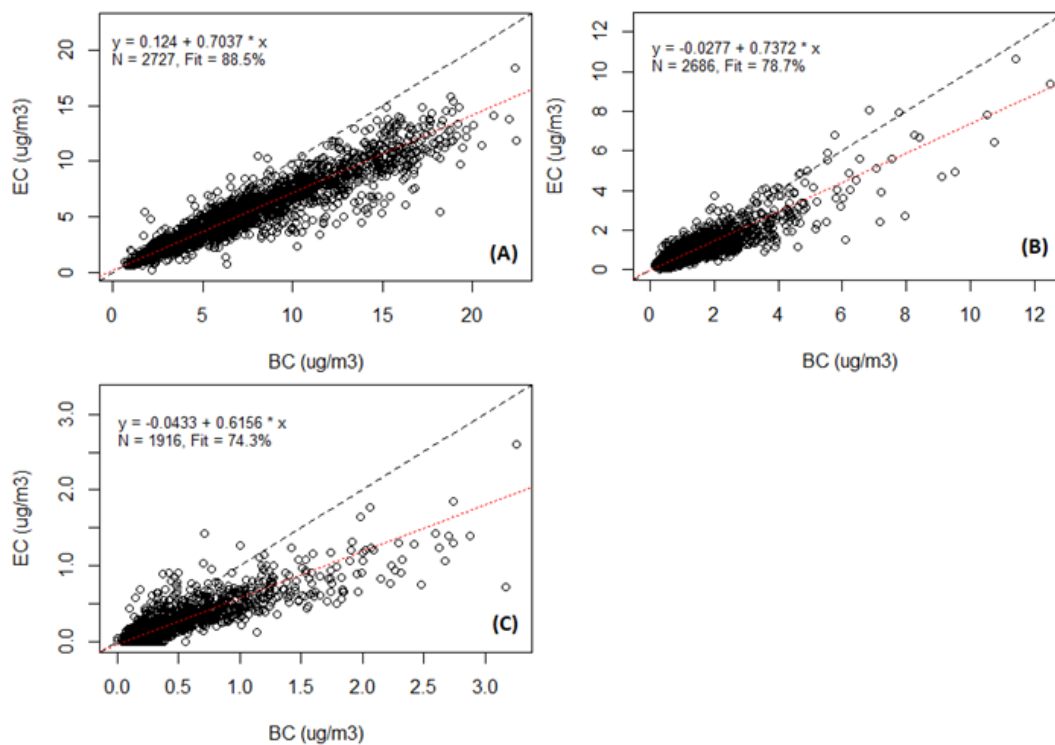 y = 0.124 + 0.7037 * x
N = 2727, Fit = 88.5%
EC (ug/m3)
20
15
10
5
0
(A)
0 5 10 15 20
BC (ug/m3)
y = -0.0277 + 0.7372 * x
N = 2686, Fit = 78.7%
EC (ug/m3)
12
10
8
6
4
2
0
(B)
0 2 4 6 8 10 12
BC (ug/m3)
y = -0.0433 + 0.6156 * x
N = 1916, Fit = 74.3%
EC (ug/m3)
3.0
2.0
1.0
0.0
(C)
0.0 0.5 1.0 1.5 2.0 2.5 3.0
BC (ug/m3)